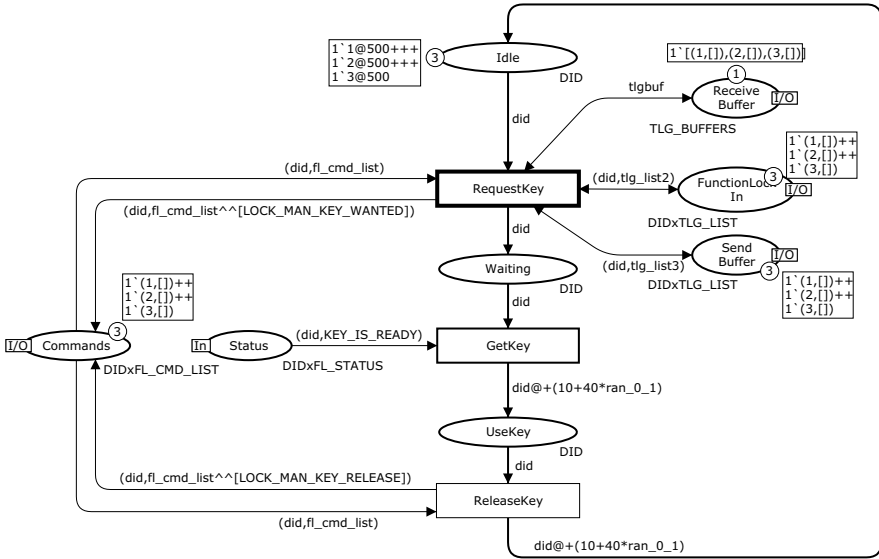 1`1@500+++
1`2@500+++
1`3@500
3
Idle
DID
1`[(1,[]),(2,[]),(3,[])]
1
tlgbuf
Receive
Buffer
I/O
TLG_BUFFERS
did
1`(1,[])++
1`(2,[])++
1`(3,[])
(did,fl_cmd_list)
RequestKey
(did,tlg_list2)
3
FunctionLock
In
I/O
DIDxTLG_LIST
(did,fl_cmd_list^^[LOCK_MAN_KEY_WANTED])
did
Send
Buffer
I/O
(did,tlg_list3)
3
DIDxTLG_LIST
Waiting
DID
1`(1,[])++
1`(2,[])++
1`(3,[])
1`(1,[])++
1`(2,[])++
1`(3,[])
did
3
I/O
Commands
DIDxFL_CMD_LIST
In
Status
DIDxFL_STATUS
(did,KEY_IS_READY)
GetKey
did@+(10+40*ran_0_1)
UseKey
DID
did
(did,fl_cmd_list^^[LOCK_MAN_KEY_RELEASE])
ReleaseKey
(did,fl_cmd_list)
did@+(10+40*ran_0_1)